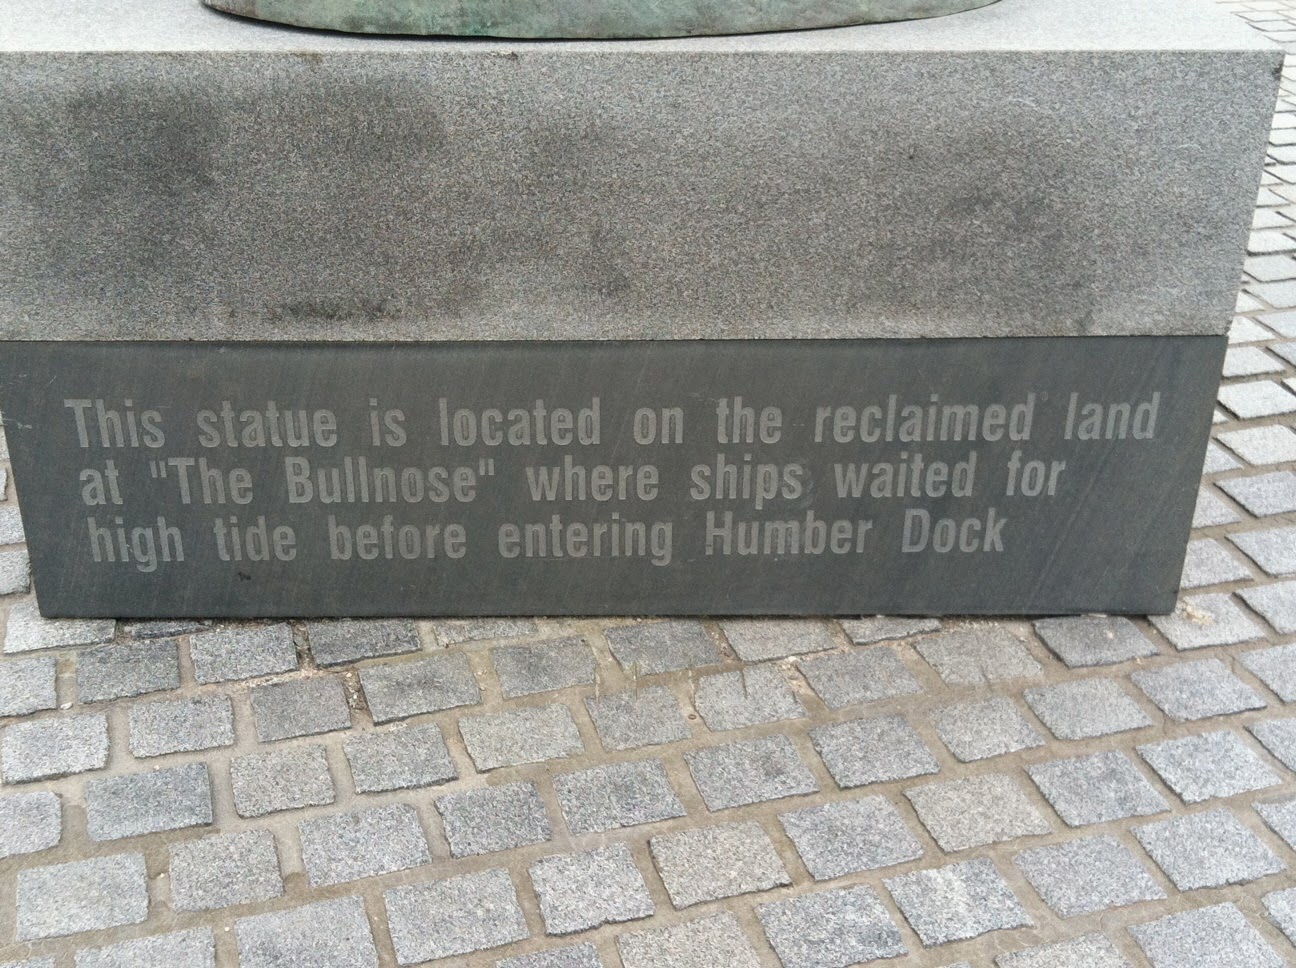 This statue is located on the reclaimed land
at "The Bullnose" where ships waited for
high tide before entering Humber Dock